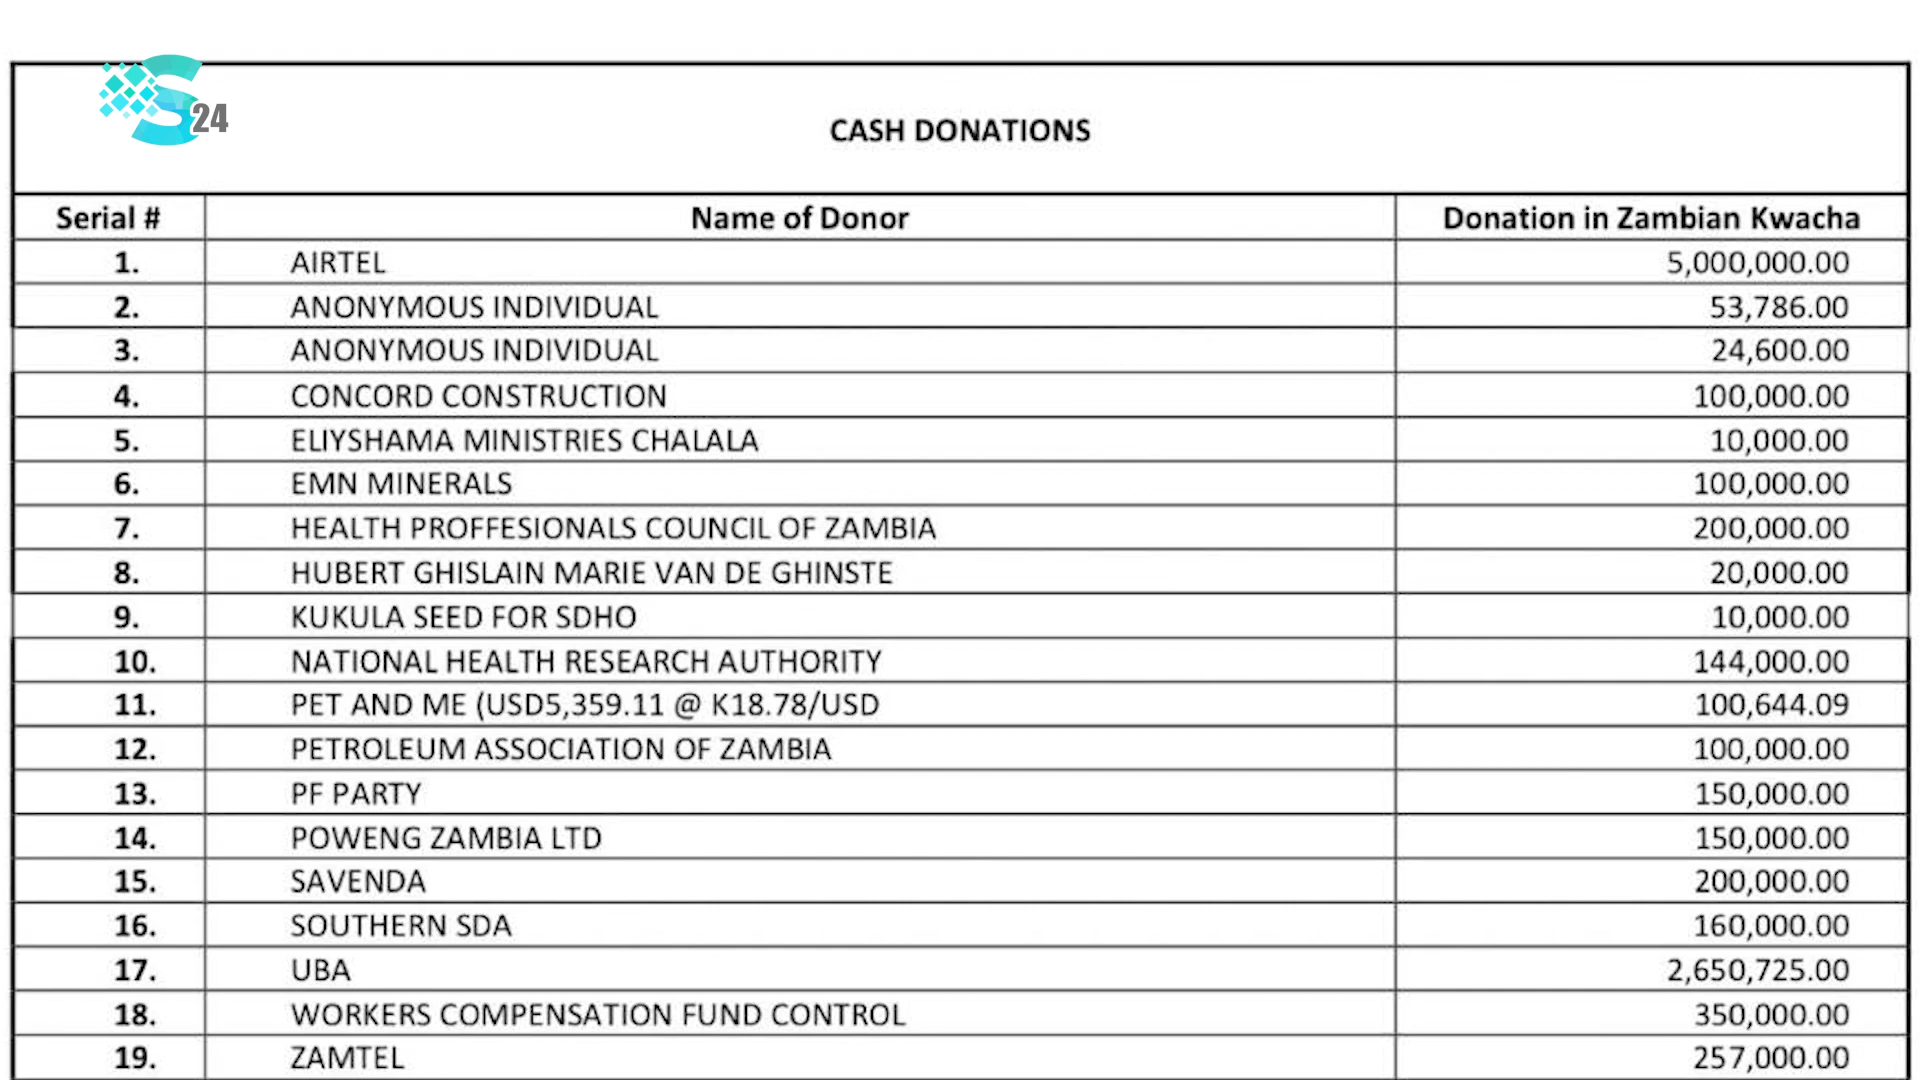 S24
CASH DONATIONS
Serial # Name of Donor Donation in Zambian Kwacha
1. AIRTEL 5,000,000.00
2. ANONYMOUS INDIVIDUAL 53,786.00
3. ANONYMOUS INDIVIDUAL 24,600.00
4. CONCORD CONSTRUCTION 100,000.00
5. ELIYSHAMA MINISTRIES CHALALA 10,000.00
6. EMN MINERALS 100,000.00
7. HEALTH PROFFESIONALS COUNCIL OF ZAMBIA 200,000.00
8. HUBERT GHISLAIN MARIE VAN DE GHINSTE 20,000.00
9. KUKULA SEED FOR SDHO 10,000.00
10. NATIONAL HEALTH RESEARCH AUTHORITY 144,000.00
11. PET AND ME (USD5,359.11 @ K18.78/USD 100,644.09
12. PETROLEUM ASSOCIATION OF ZAMBIA 100,000.00
13. PF PARTY 150,000.00
14. POWENG ZAMBIA LTD 150,000.00
15. SAVENDA 200,000.00
16. SOUTHERN SDA 160,000.00
17. UBA 2,650,725.00
18. WORKERS COMPENSATION FUND CONTROL 350,000.00
19. ZAMTEL 257,000.00